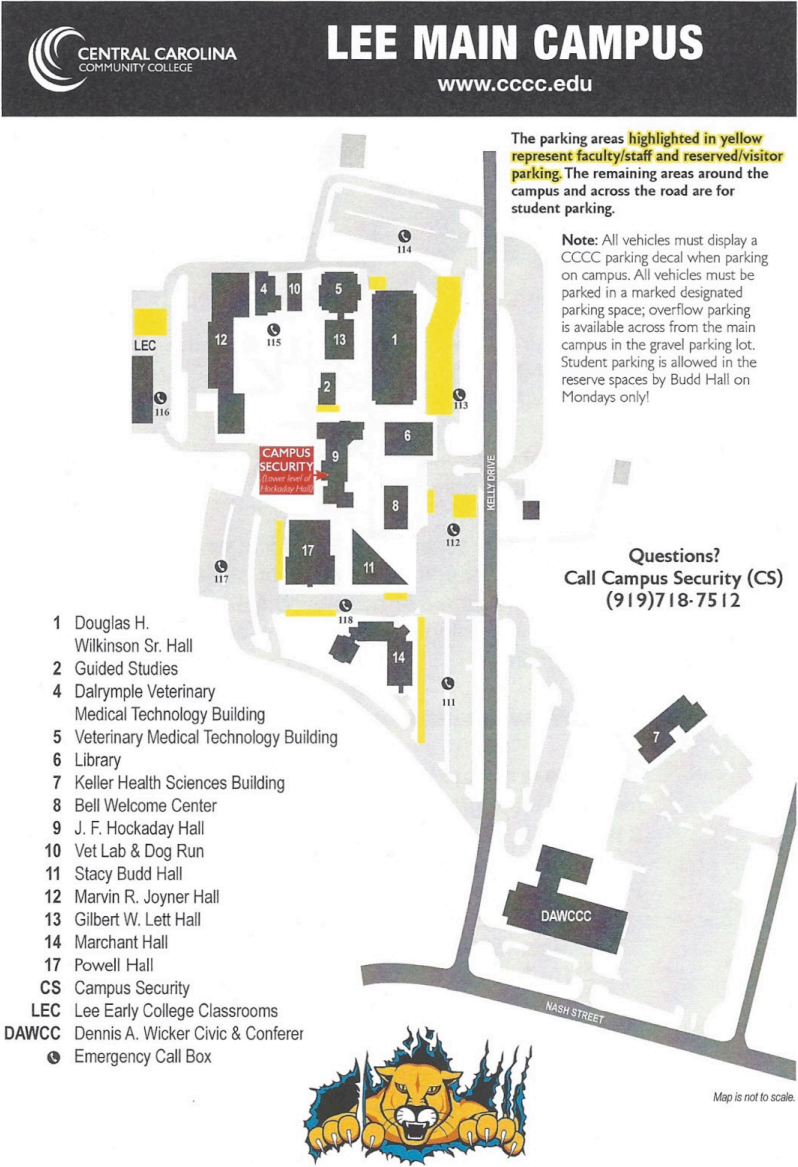 CENTRAL CAROLINA
COMMUNITY COLLEGE
LEE MAIN CAMPUS
www.cccc.edu
The parking areas highlighted in yellow
represent faculty/staff and reserved/visitor
parking. The remaining areas around the
campus and across the road are for
student parking.
Note: All vehicles must display a
CCCC parking decal when parking
on campus. All vehicles must be
parked in a marked designated
parking space; overflow parking
is available across from the main
campus in the gravel parking lot.
Student parking is allowed in the
reserve spaces by Budd Hall on
Mondays only!
114
4
10
5
12
115
13
1
LEC
116
2
113
6
CAMPUS
SECURITY
(Lower level of
Hockaday Hall)
9
KELLY DRIVE
8
112
17
11
117
118
14
111
Questions?
Call Campus Security (CS)
(919)718-7512
7
DAWCCC
NASH STREET
1 Douglas H.
Wilkinson Sr. Hall
2 Guided Studies
4 Dalrymple Veterinary
Medical Technology Building
5 Veterinary Medical Technology Building
6 Library
7 Keller Health Sciences Building
8 Bell Welcome Center
9 J. F. Hockaday Hall
10 Vet Lab & Dog Run
11 Stacy Budd Hall
12 Marvin R. Joyner Hall
13 Gilbert W. Lett Hall
14 Marchant Hall
17 Powell Hall
CS Campus Security
LEC Lee Early College Classrooms
DAWCC Dennis A. Wicker Civic & Conferer
Emergency Call Box
Map is not to scale.